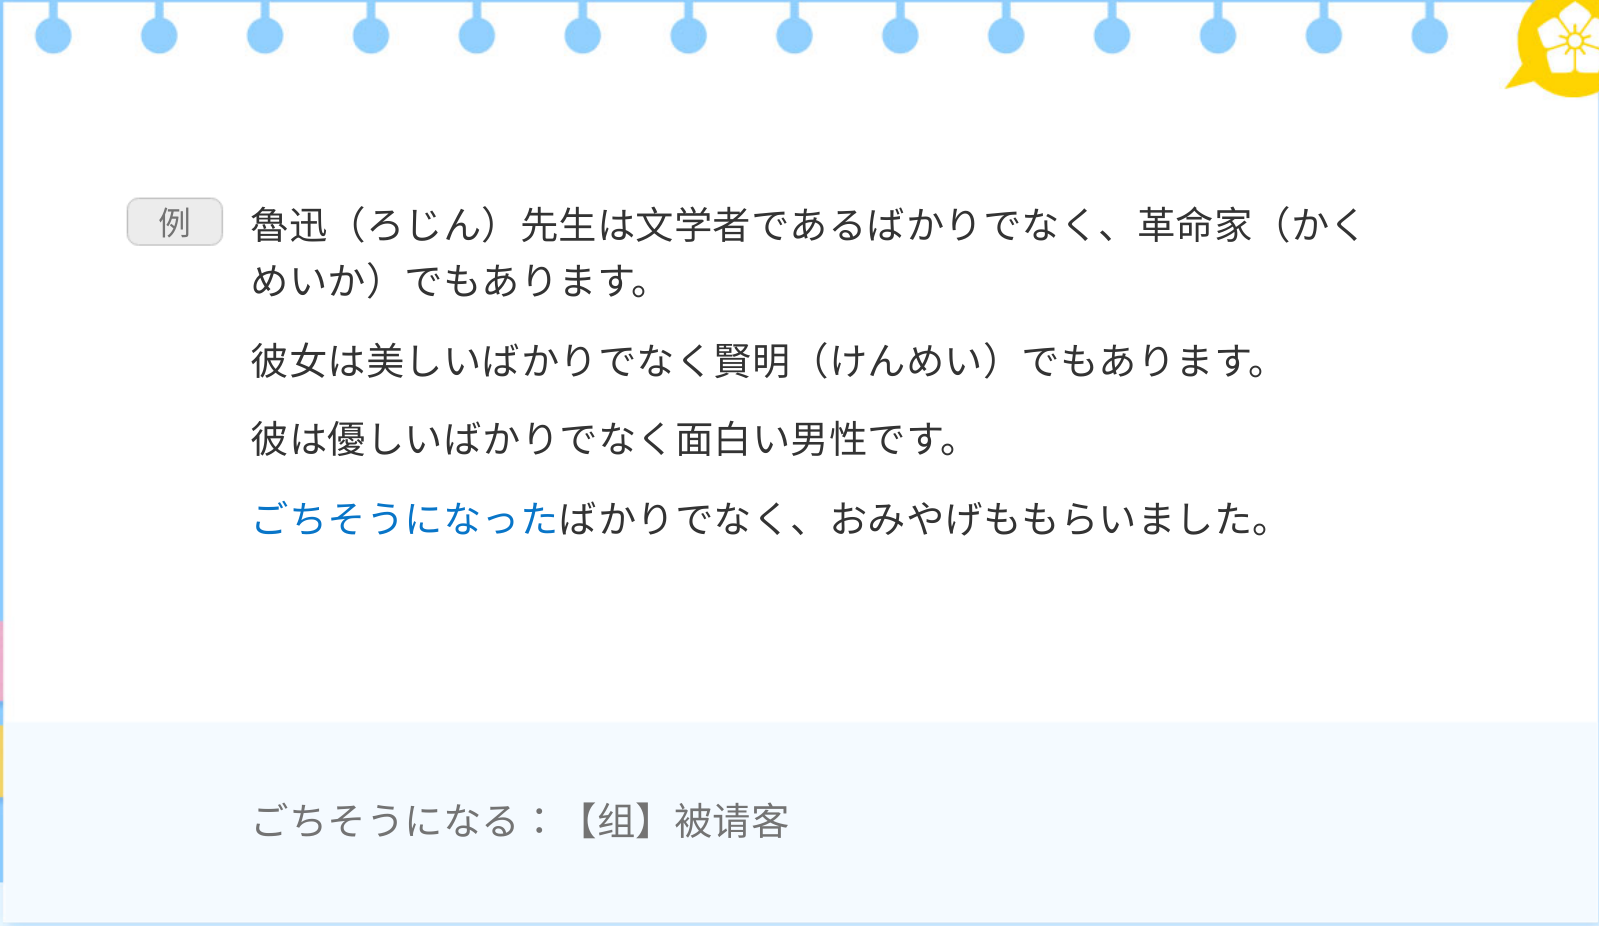 例
魯迅（ろじん）先生は文学者であるばかりでなく、革命家（かく
めいか）でもあります。
彼女は美しいばかりでなく賢明（けんめい）でもあります。
彼は優しいばかりでなく面白い男性です。
ごちそうになったばかりでなく、おみやげももらいました。
ごちそうになる：【组】被请客